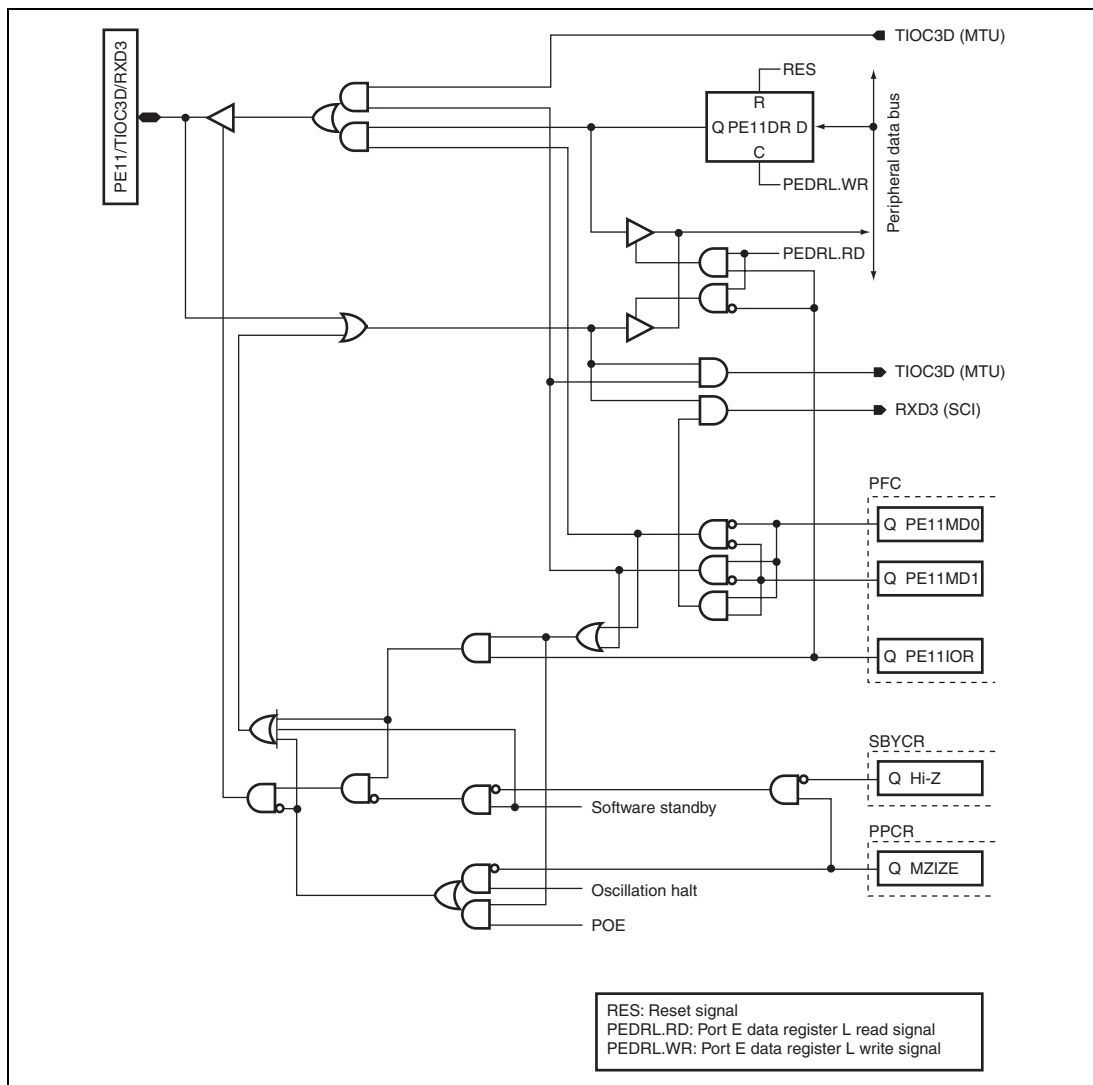 PE11/TIOC3D/RXD3
TIOC3D (MTU)
RES
R
Q PE11DR D
C
PEDRL.WR
Peripheral data bus
PEDRL.RD
TIOC3D (MTU)
RXD3 (SCI)
PFC
Q PE11MD0
Q PE11MD1
Q PE11IOR
SBYCR
Q Hi-Z
Software standby
PPCR
Q MZIZE
Oscillation halt
POE
RES: Reset signal
PEDRL.RD: Port E data register L read signal
PEDRL.WR: Port E data register L write signal